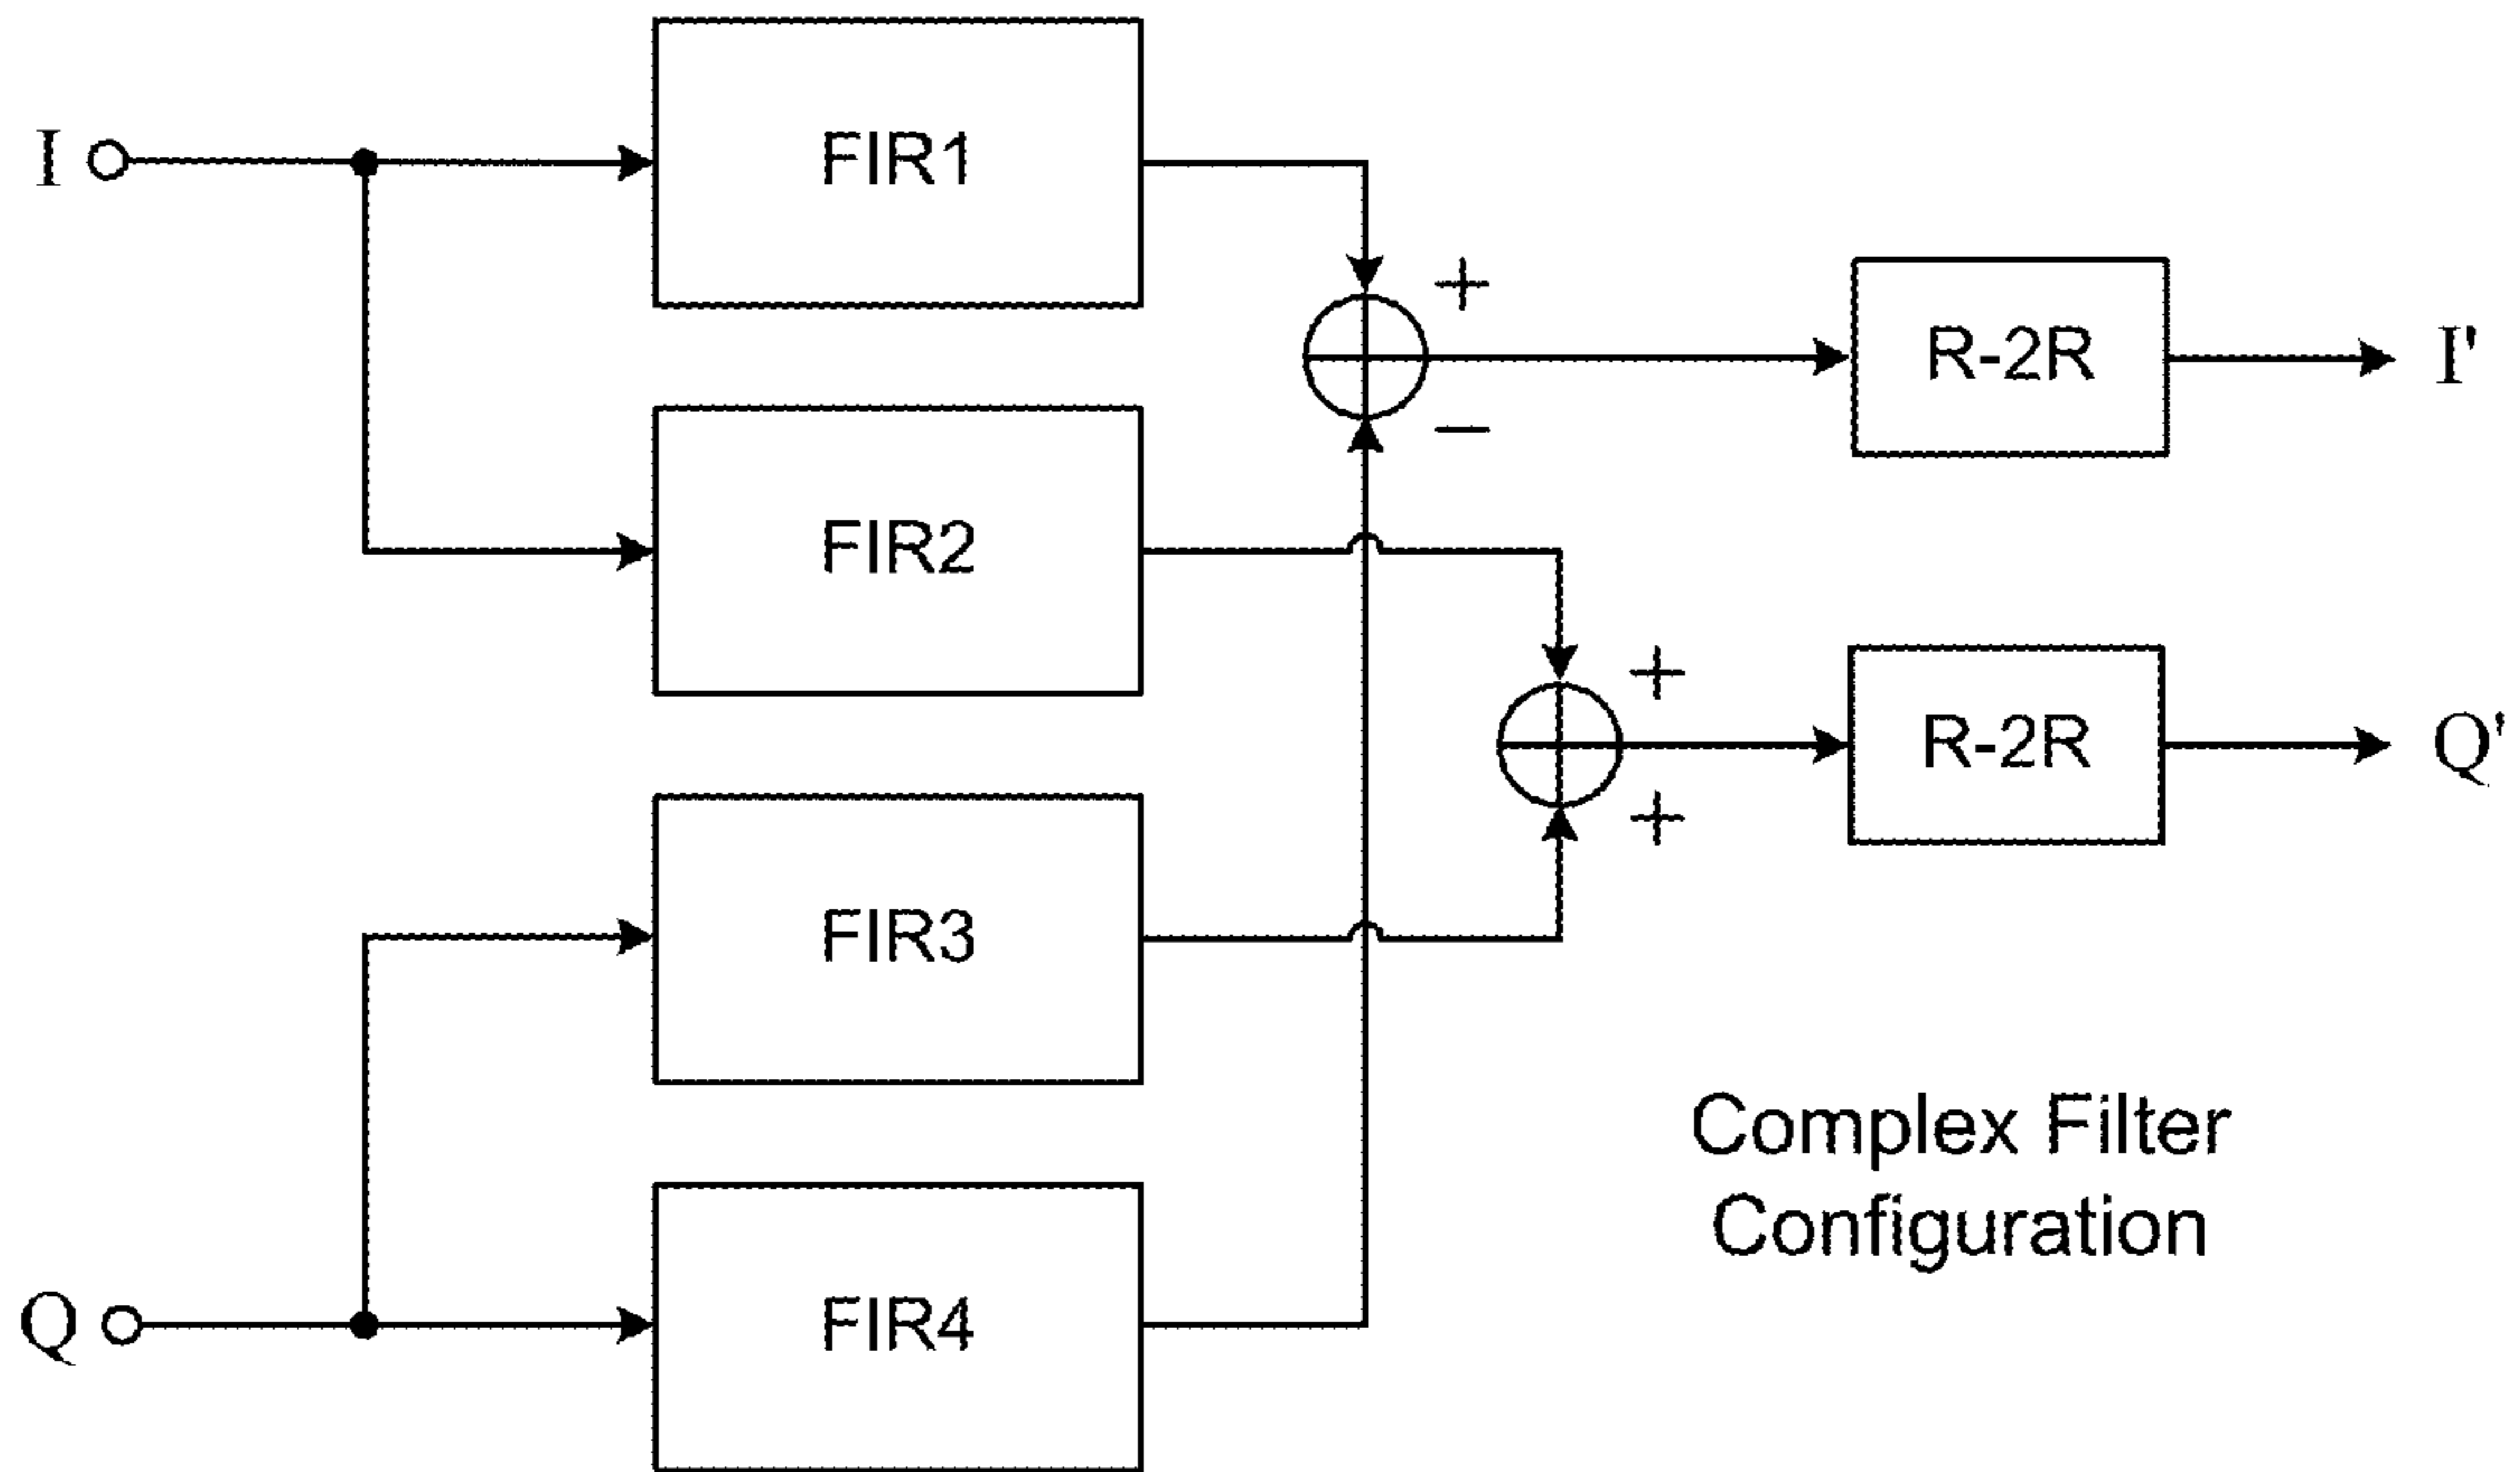 I
FIR1
+
R-2R
I'
−
FIR2
+
R-2R
Q'
+
FIR3
Complex Filter
Configuration
Q
FIR4